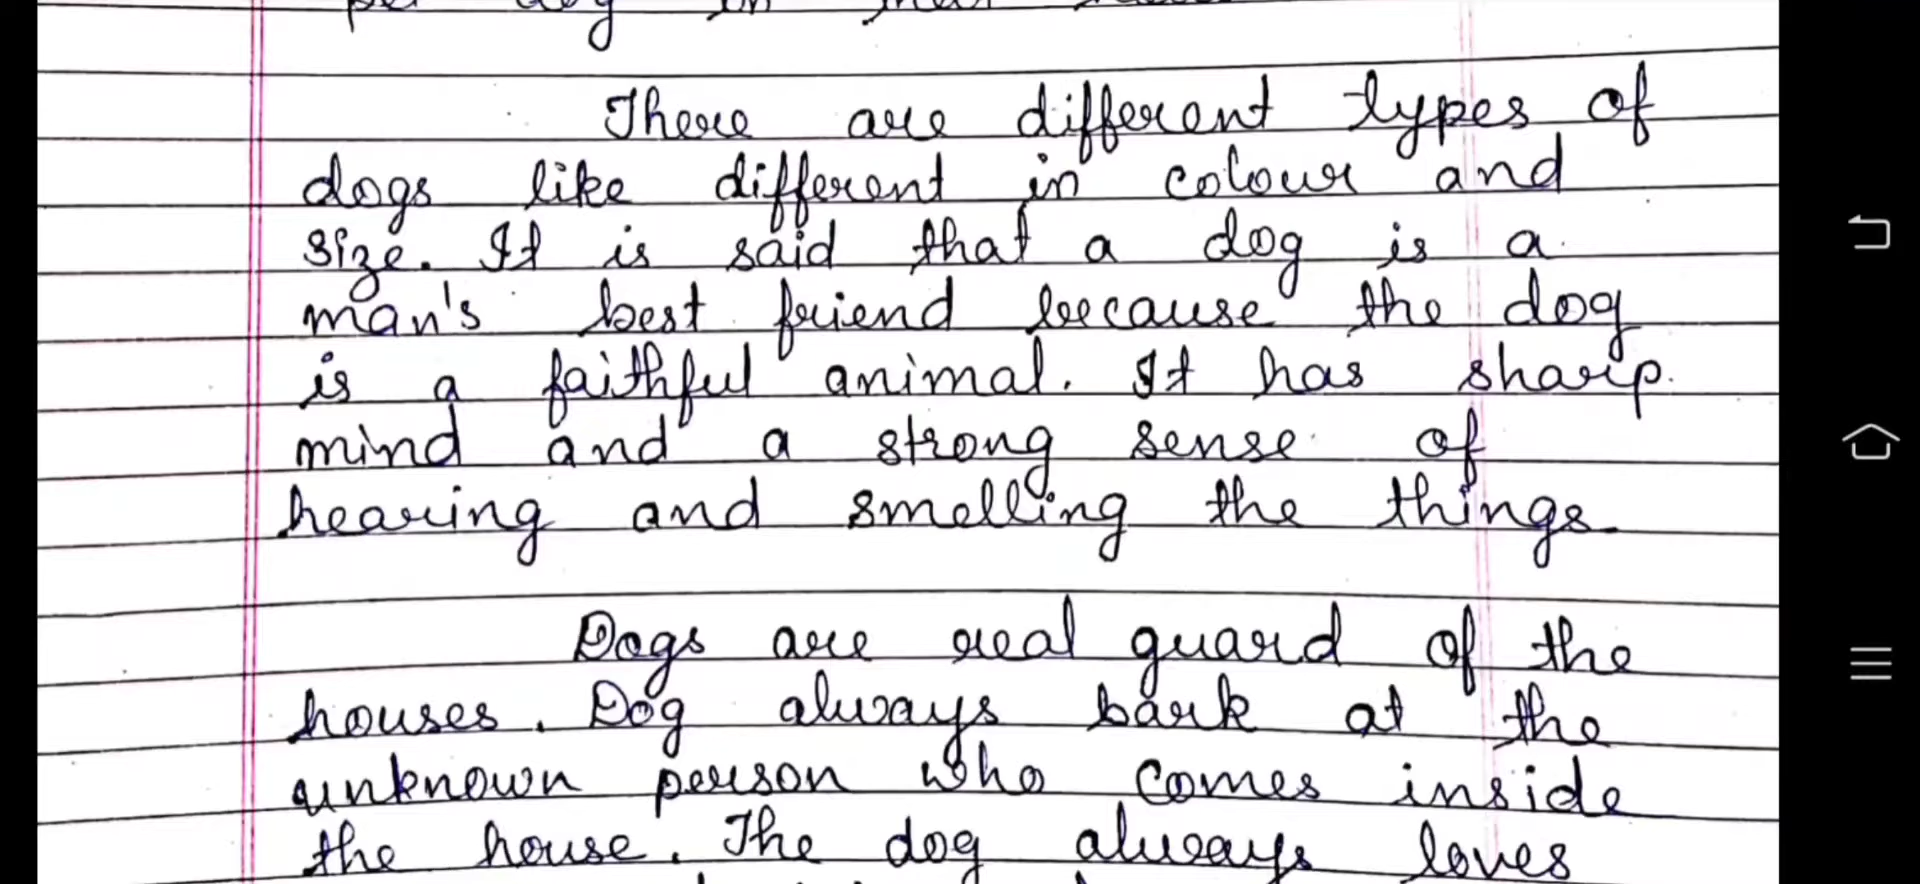 There are different types of
dogs like different in colour and
size. It is said that a dog is a
man's best friend because the dog
is a faithful animal. It has sharp
mind and a strong sense of
hearing and smelling the things
Dogs are real guard of the
houses. Dog always bark at the
unknown person who comes inside
the house. The dog always loves